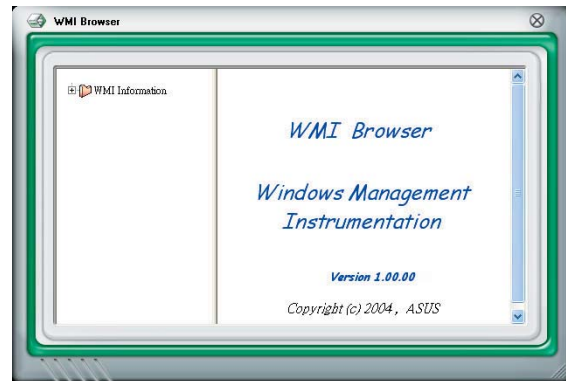 WMI Browser
WMI Information
WMI Browser
Windows Management
Instrumentation
Version 1.00.00
Copyright (c) 2004, ASUS